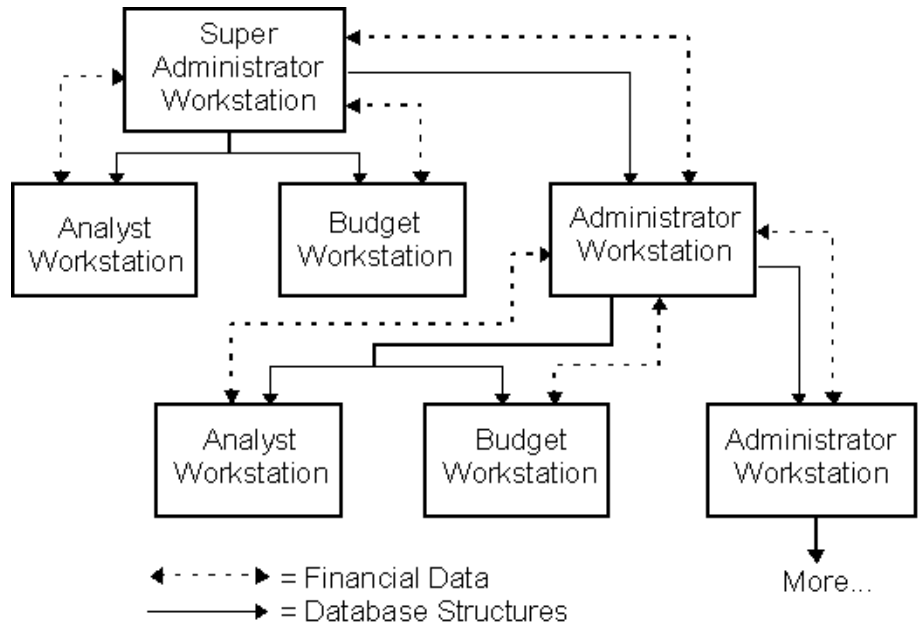 Super
Administrator
Workstation
Analyst
Workstation
Budget
Workstation
Administrator
Workstation
Analyst
Workstation
Budget
Workstation
Administrator
Workstation
More...
= Financial Data
= Database Structures